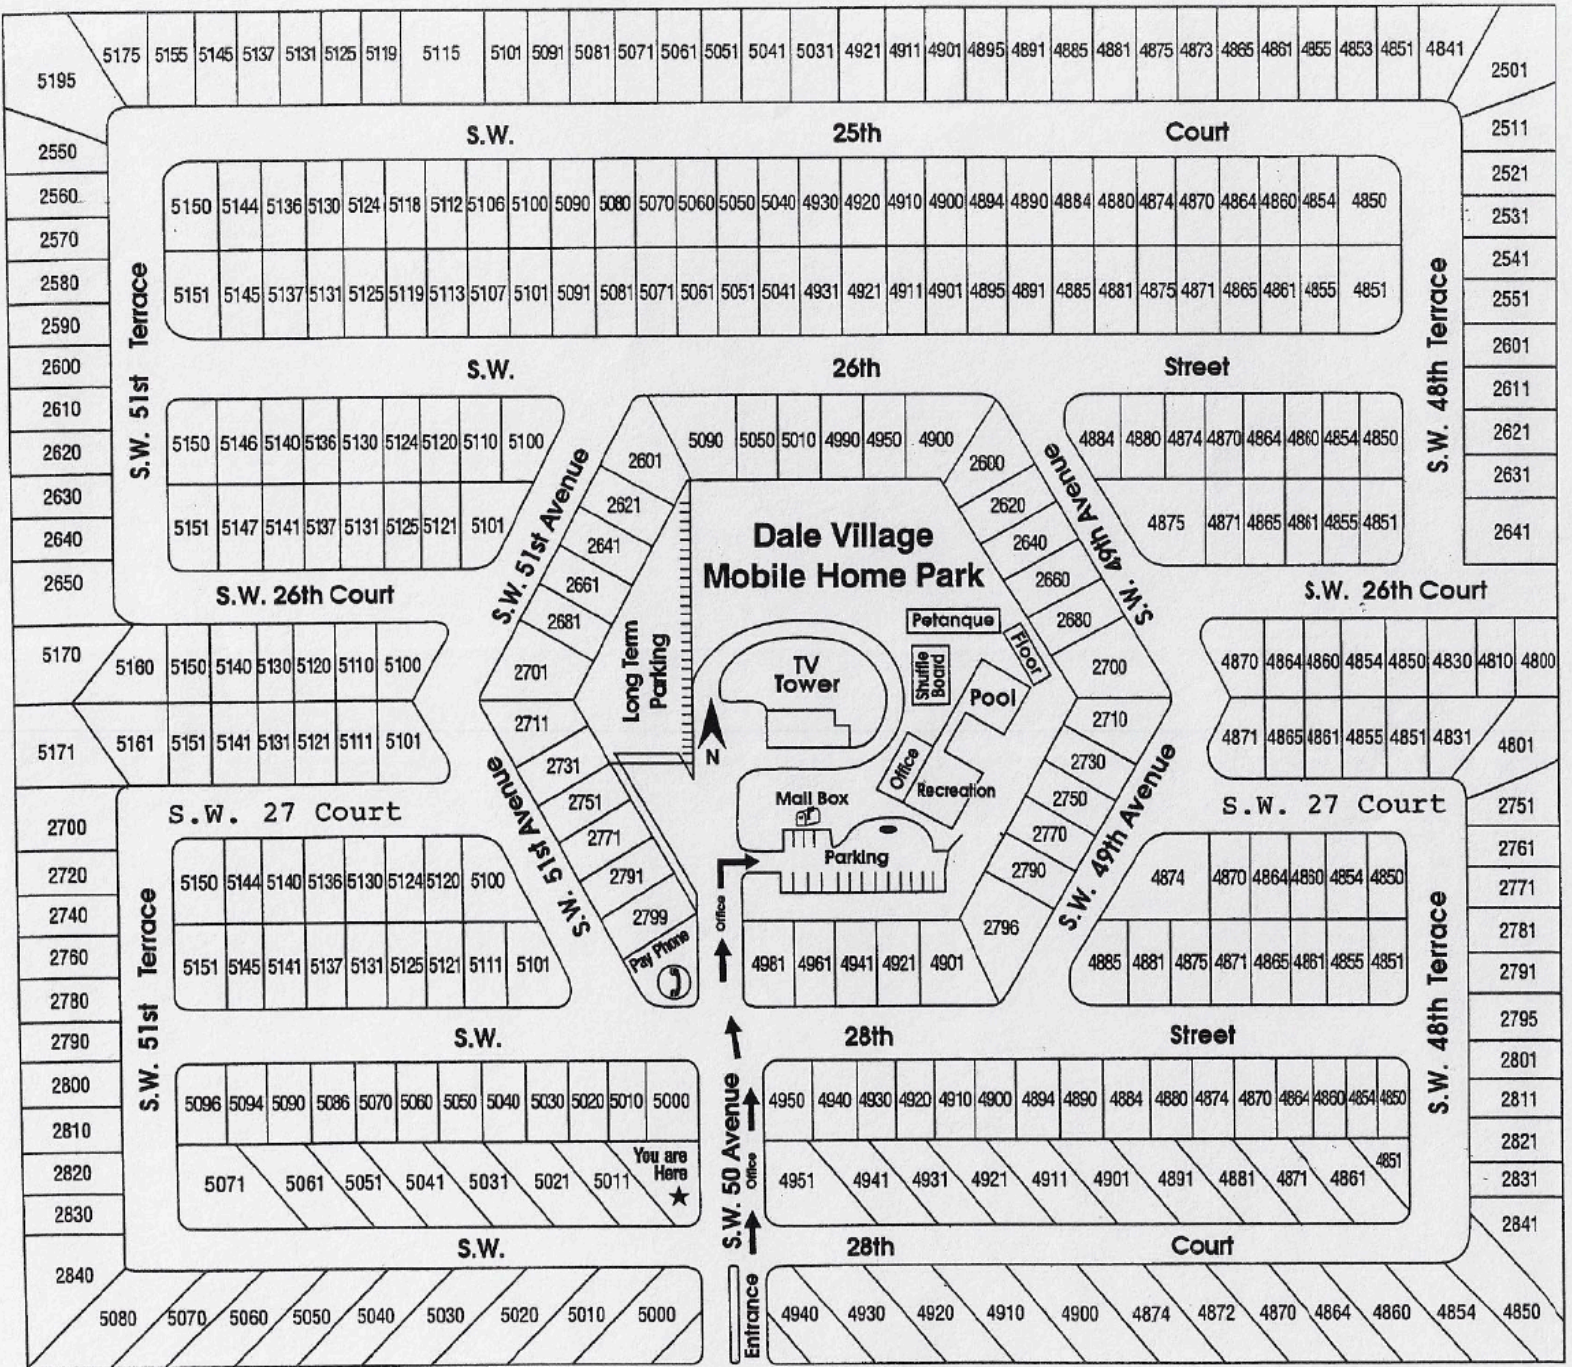 5175 5155 5145 5137 5131 5125 5119 5115 5101 5091 5081 5071 5061 5051 5041 5031 4921 4911 4901 4895 4891 4885 4881 4875 4873 4865 4861 4855 4853 4851 4841
5195
2501
S.W. 25th Court
2511
2550
2521
2560
5150 5144 5136 5130 5124 5118 5112 5106 5100 5090 5080 5070 5060 5050 5040 4930 4920 4910 4900 4894 4890 4884 4880 4874 4870 4864 4860 4854 4850
2531
2570
2541
2580
5151 5145 5137 5131 5125 5119 5113 5107 5101 5091 5081 5071 5061 5051 5041 4931 4921 4911 4901 4895 4891 4885 4881 4875 4871 4865 4861 4855 4851
2551
2590
2601
2600
S.W. 26th Street
2611
2610
S.W. 51st Terrace
S.W. 48th Terrace
5150 5146 5140 5136 5130 5124 5120 5110 5100
5090 5050 5010 4990 4950 4900
4884 4880 4874 4870 4864 4860 4854 4850
2621
2620
2601
2600
2631
2630
2621
2620
5151 5147 5141 5137 5131 5125 5121 5101
4875 4871 4865 4861 4855 4851
2641
2640
S.W. 51st Avenue
S.W. 49th Avenue
2641
2640
Dale Village
Mobile Home Park
2650
2661
2660
S.W. 26th Court
S.W. 26th Court
2681
2680
Petanque
Floor
Shuffle
Board
Long Term
Parking
TV
Tower
Pool
5170
5160 5150 5140 5130 5120 5110 5100
2701
2700
4870 4864 4860 4854 4850 4830 4810 4800
N
2711
2710
5171
5161 5151 5141 5131 5121 5111 5101
4871 4865 4861 4855 4851 4831 4801
2731
2730
Office
Recreation
2751
2750
Mail Box
S.W. 27 Court
S.W. 27 Court
2751
2700
2771
2770
Parking
2761
S.W. 51st Avenue
S.W. 49th Avenue
2720
5150 5144 5140 5136 5130 5124 5120 5100
2791
2790
4874 4870 4864 4860 4854 4850
2771
2740
2799
Office
2796
2781
Pay Phone
2760
5151 5145 5141 5137 5131 5125 5121 5111 5101
4981 4961 4941 4921 4901
4885 4881 4875 4871 4865 4861 4855 4851
2791
2780
S.W. 51st Terrace
S.W. 48th Terrace
2795
2790
S.W. 28th Street
2801
2800
5096 5094 5090 5086 5070 5060 5050 5040 5030 5020 5010 5000
4950 4940 4930 4920 4910 4900 4894 4890 4884 4880 4874 4870 4864 4860 4854 4850
2811
2810
S.W. 50 Avenue
Office
2821
You are
Here
2820
5071 5061 5051 5041 5031 5021 5011
4951 4941 4931 4921 4911 4901 4891 4881 4871 4861 4851
2831
2830
2841
S.W. 28th Court
2840
Entrance
5080 5070 5060 5050 5040 5030 5020 5010 5000
4940 4930 4920 4910 4900 4874 4872 4870 4864 4860 4854 4850